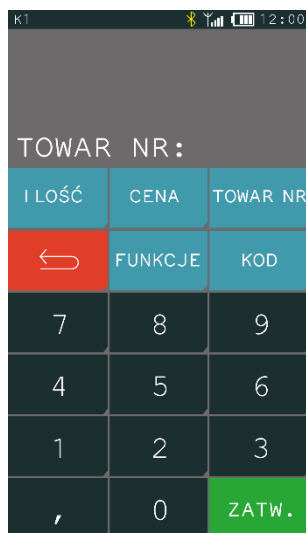 K1 12:00
TOWAR NR:
ILOŚĆ CENA TOWAR NR
FUNKCJE KOD
7 8 9
4 5 6
1 2 3
, 0 ZATW.